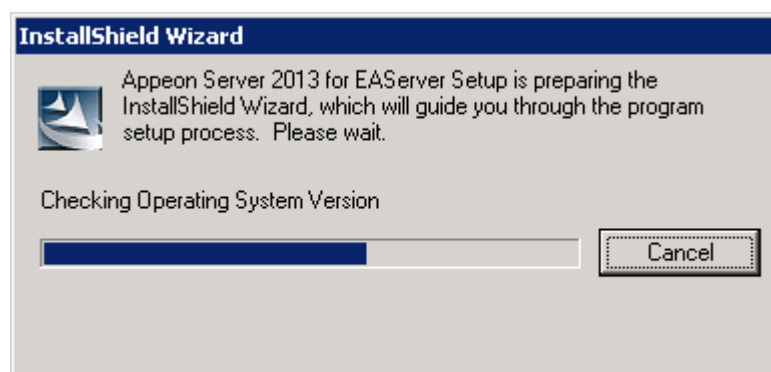 InstallShield Wizard
Appeon Server 2013 for EAServer Setup is preparing the
InstallShield Wizard, which will guide you through the program
setup process.  Please wait.
Checking Operating System Version
Cancel